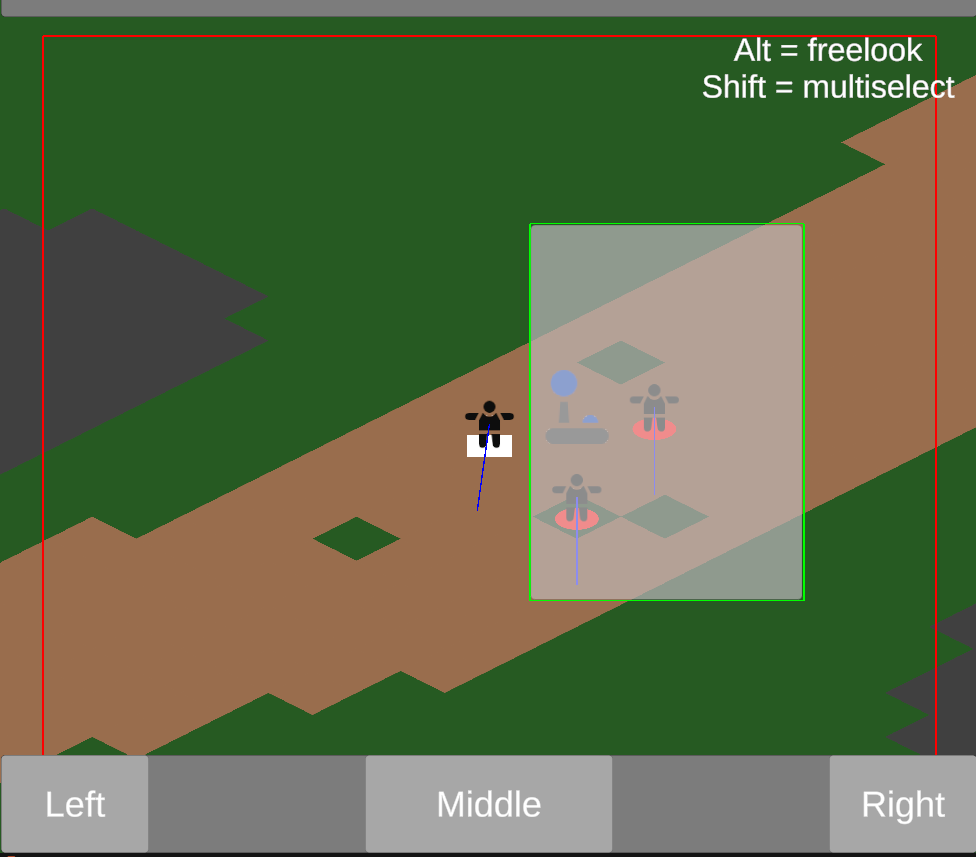 Alt = freelook
Shift = multiselect
Left
Middle
Right